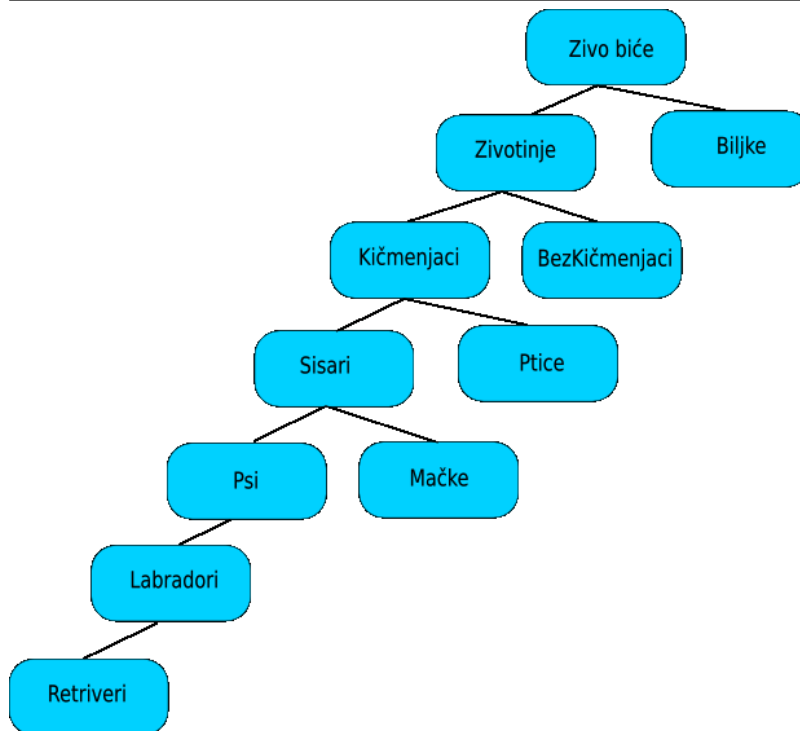 Zivo biće
Zivotinje
Biljke
Kičmenjaci
BezKičmenjaci
Sisari
Ptice
Psi
Mačke
Labradori
Retriveri